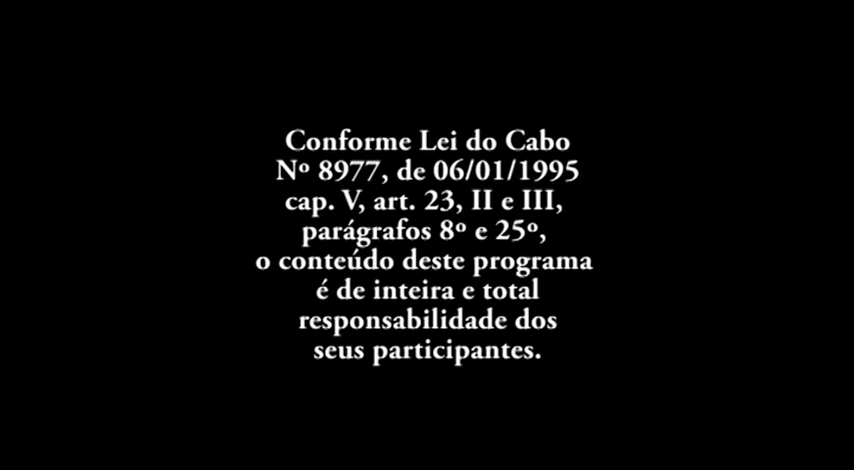 Conforme Lei do Cabo
Nº 8977, de 06/01/1995
cap. V, art. 23, II e III,
parágrafos 8º e 25º,
o conteúdo deste programa
é de inteira e total
responsabilidade dos
seus participantes.